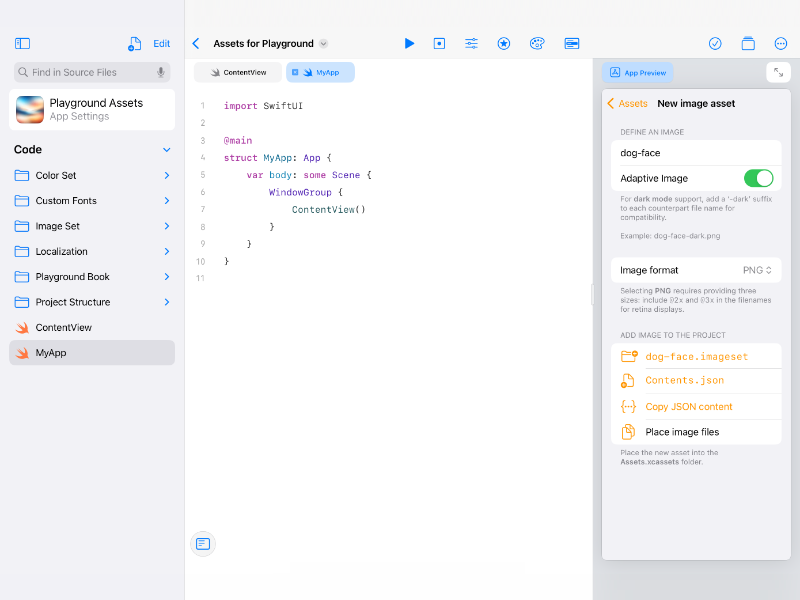 Edit
Assets for Playground
Find in Source Files
Playground Assets
App Settings
Code
Color Set
Custom Fonts
Image Set
Localization
Playground Book
Project Structure
ContentView
MyApp
ContentView
MyApp
1 import SwiftUI
2
3 @main
4 struct MyApp: App {
5 var body: some Scene {
6 WindowGroup {
7 ContentView()
8 }
9 }
10 }
11
App Preview
Assets
New image asset
DEFINE AN IMAGE
dog-face
Adaptive Image
For dark mode support, add a '-dark' suffix
to each counterpart file name for
compatibility.
Example: dog-face-dark.png
Image format PNG
Selecting PNG requires providing three
sizes: include @2x and @3x in the filenames
for retina displays.
ADD IMAGE TO THE PROJECT
dog-face.imageset
Contents.json
Copy JSON content
Place image files
Place the new asset into the
Assets.xcassets folder.